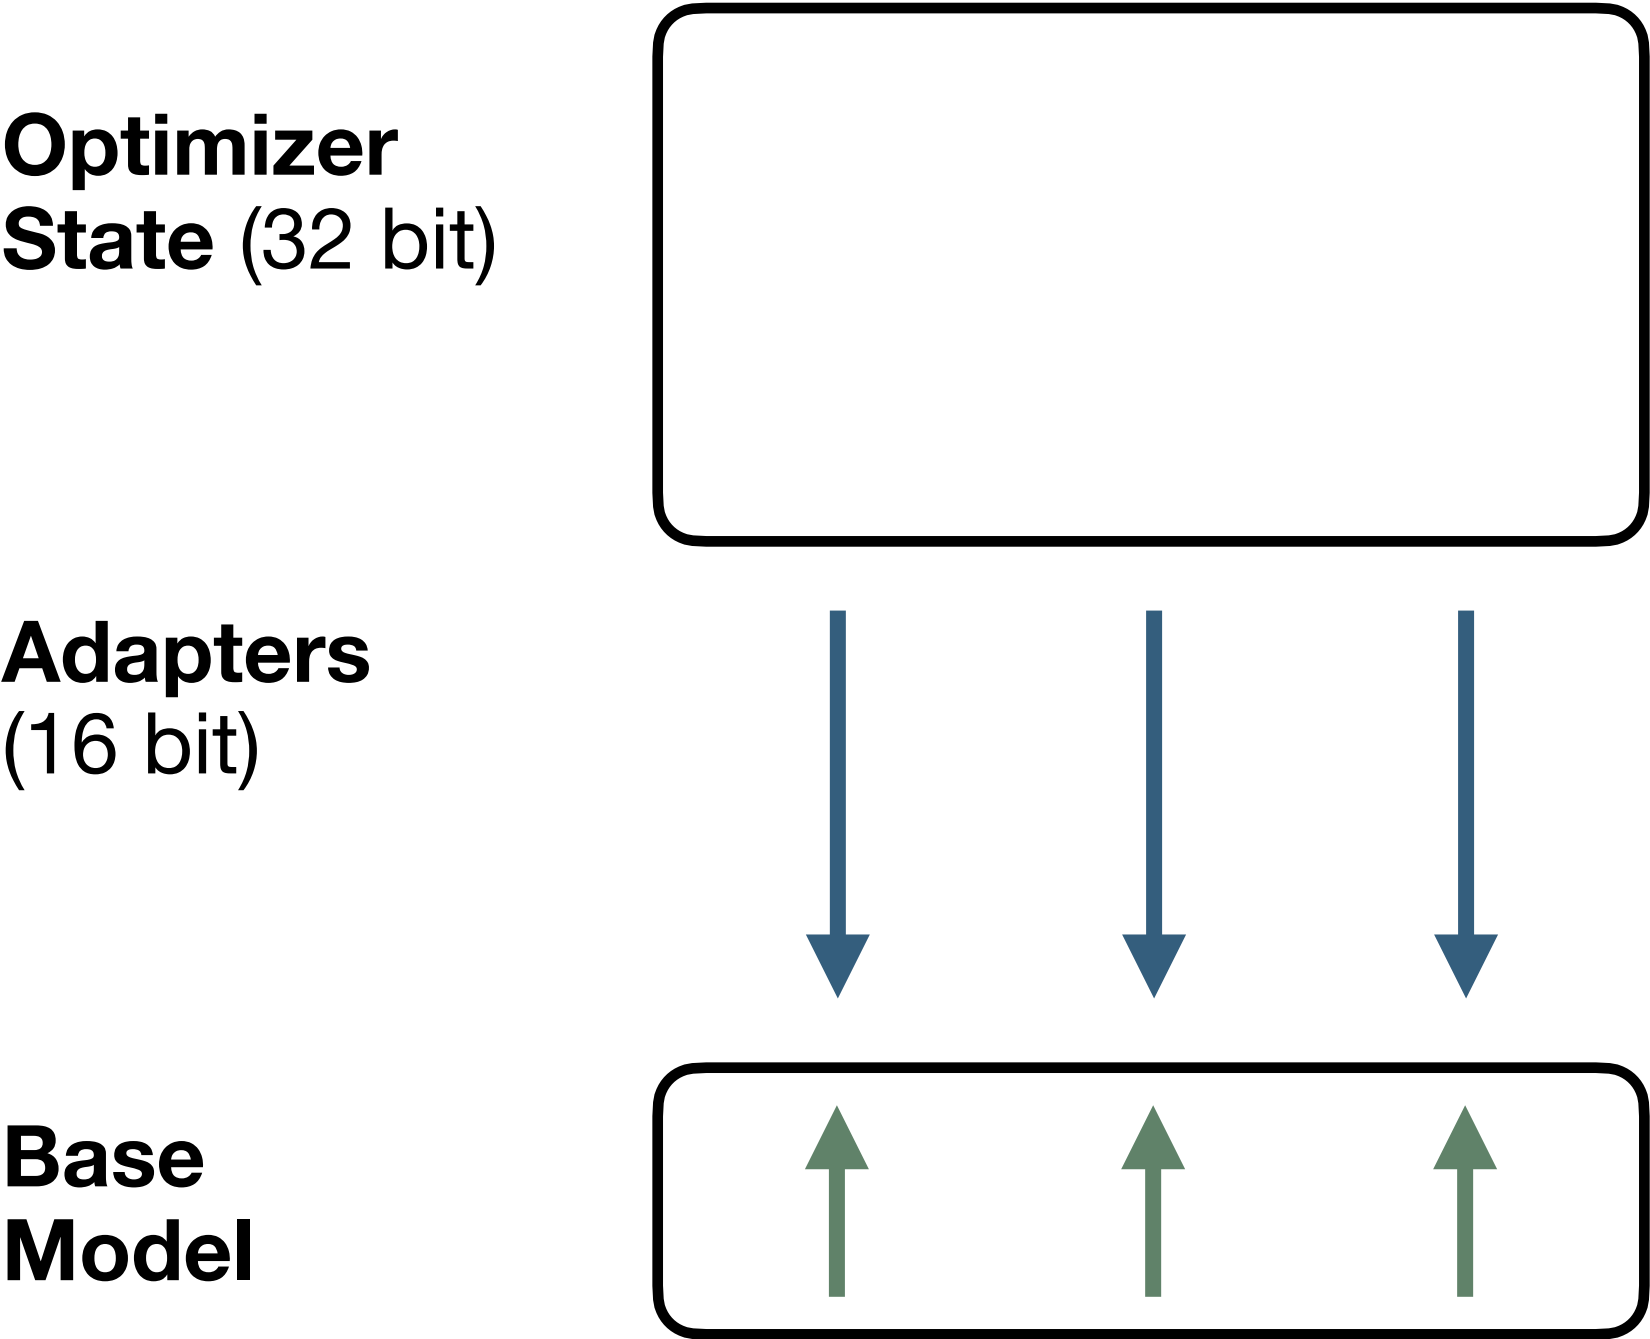 Optimizer
State (32 bit)
Adapters
(16 bit)
Base
Model